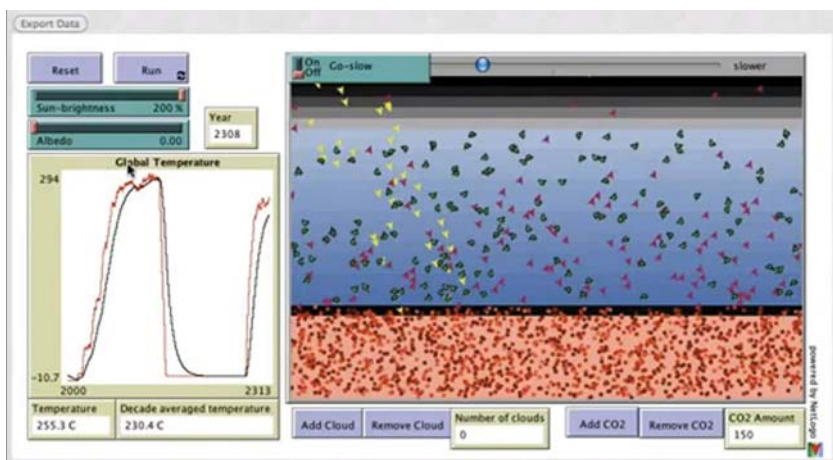 Export Data
Reset
Run
Sun-brightness 200 %
Albedo 0.00
Year
2308
Global Temperature
294
-10.7
2000 2313
Temperature
255.3 C
Decade averaged temperature
230.4 C
On
Off
Go-slow
slower
Add Cloud
Remove Cloud
Number of clouds
0
Add CO2
Remove CO2
CO2 Amount
150
powered by NetLogo